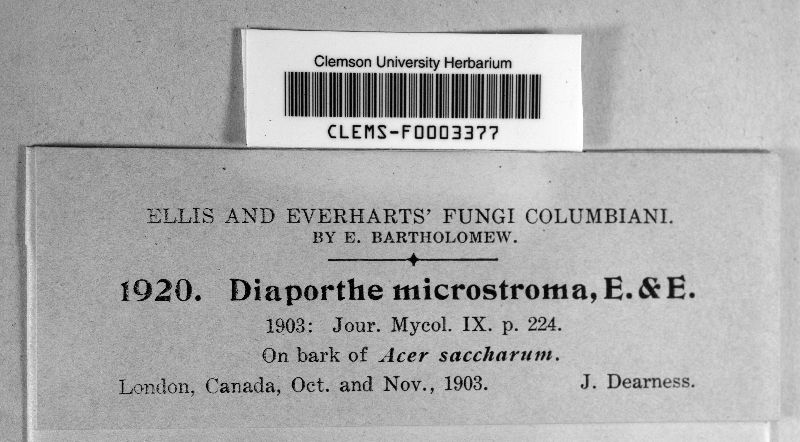 Clemson University Herbarium
CLEMS-F0003377
ELLIS AND EVERHARTS' FUNGI COLUMBIANI.
BY E. BARTHOLOMEW.
1920. Diaporthe microstroma, E. & E.
1903: Jour. Mycol. IX. p. 224.
On bark of Acer saccharum.
London, Canada, Oct. and Nov., 1903. J. Dearness.